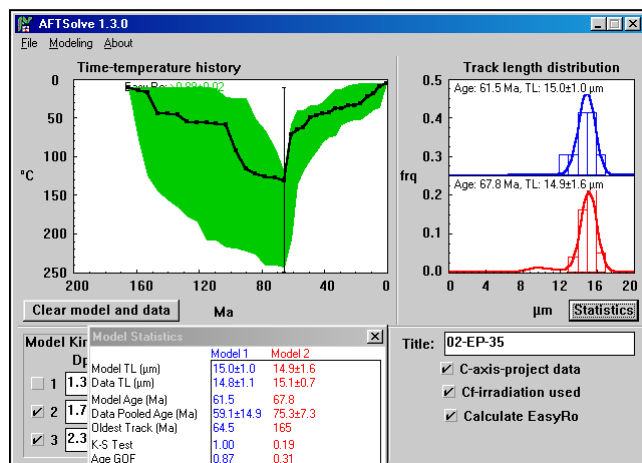 AFTSolve 1.3.0
File Modeling About
Time-temperature history
0
50
100
150
200
250
°C
200 160 120 80 40 0
Ma
Clear model and data
Track length distribution
Age: 61.5 Ma, TL: 15.0±1.0 µm
Age: 67.8 Ma, TL: 14.9±1.6 µm
0.5
0.4
0.3
frq
0.2
0.1
0.0
0 4 8 12 16 20
µm
Statistics
Model Kin
Dp
1 1.3
2 1.7
3 2.3
Model Statistics
Model 1 Model 2
Model TL (µm) 15.0±1.0 14.9±1.6
Data TL (µm) 14.8±1.1 15.1±0.7
Model Age (Ma) 61.5 67.8
Data Pooled Age (Ma) 59.1±14.9 75.3±7.3
Oldest Track (Ma) 64.5 165
K-S Test 1.00 0.19
Age GOF 0.87 0.31
Title: 02-EP-35
C-axis-project data
Cf-irradiation used
Calculate EasyRo